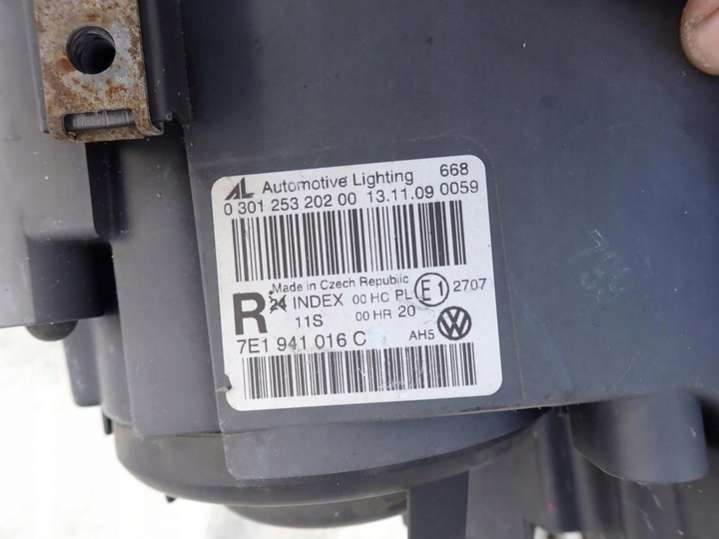 AL Automotive Lighting 668
0 301 253 202 00 13.11.09 0059
Made in Czech Republic
R INDEX 00 HC PL E1 2707
11S 00 HR 20
7E1 941 016 C AH5 VW